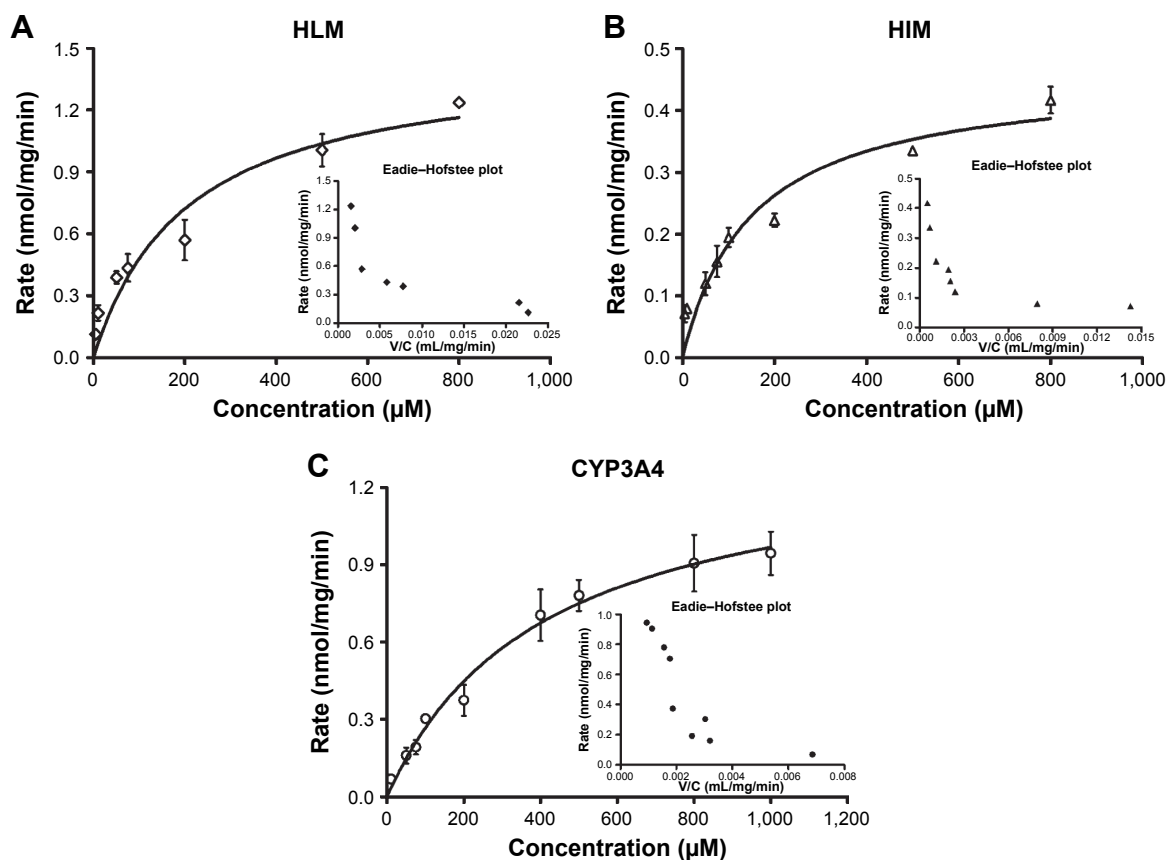 A
HLM
Rate (nmol/mg/min)
1.5
1.2
0.9
0.6
0.3
0.0
0 200 400 600 800 1,000
Concentration (µM)
Eadie–Hofstee plot
Rate (nmol/mg/min)
1.5
1.2
0.9
0.6
0.3
0.0
0.000 0.005 0.010 0.015 0.020 0.025
V/C (mL/mg/min)
B
HIM
Rate (nmol/mg/min)
0.5
0.4
0.3
0.2
0.1
0.0
0 200 400 600 800 1,000
Concentration (µM)
Eadie–Hofstee plot
Rate (nmol/mg/min)
0.5
0.4
0.3
0.2
0.1
0.0
0.000 0.003 0.006 0.009 0.012 0.015
V/C (mL/mg/min)
C
CYP3A4
Rate (nmol/mg/min)
1.2
0.9
0.6
0.3
0.0
0 200 400 600 800 1,000 1,200
Concentration (µM)
Eadie–Hofstee plot
Rate (nmol/mg/min)
1.0
0.8
0.6
0.4
0.2
0.0
0.000 0.002 0.004 0.006 0.008
V/C (mL/mg/min)